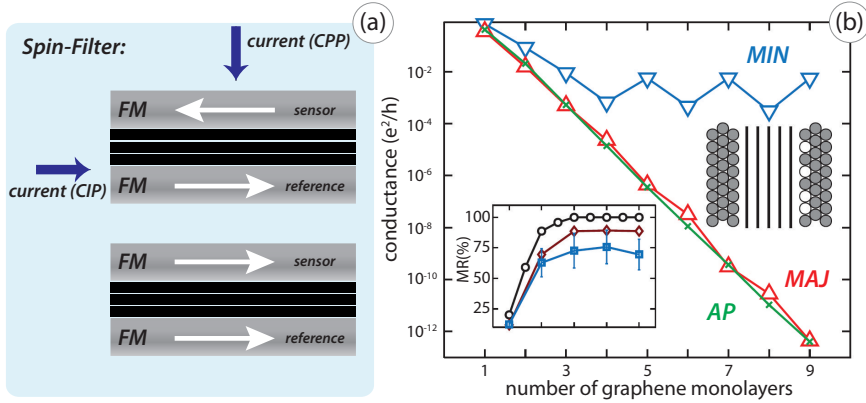 (a)
Spin-Filter:
current (CPP)
FM sensor
current (CIP)
FM reference
FM sensor
FM reference
(b)
conductance (e²/h)
10⁻²
10⁻⁴
10⁻⁶
10⁻⁸
10⁻¹⁰
10⁻¹²
MIN
MAJ
AP
MR(%)
100
75
50
25
1 3 5 7 9
number of graphene monolayers